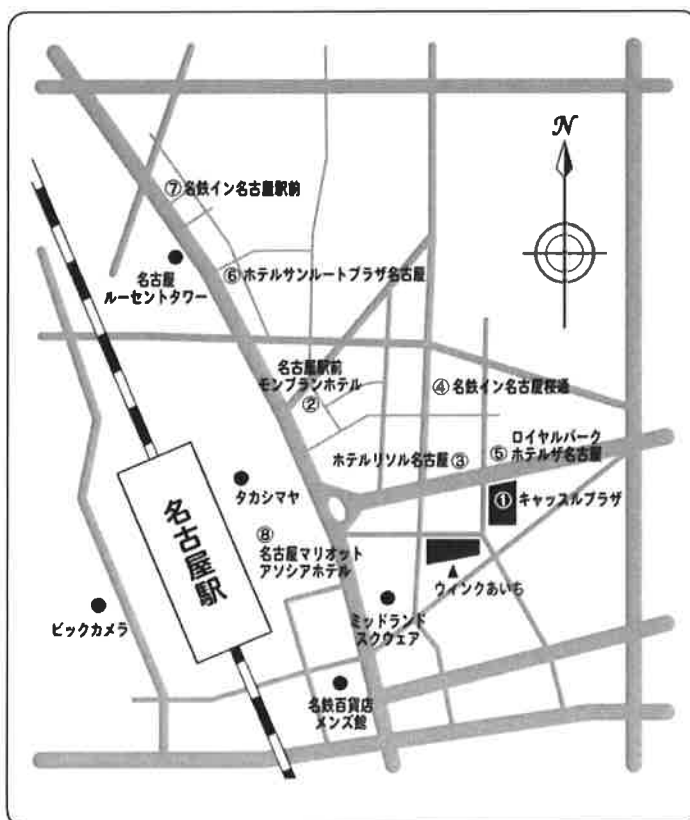 N
⑦名鉄イン名古屋駅前
名古屋
ルーセントタワー
⑥ホテルサンルートプラザ名古屋
名古屋駅前
モンブランホテル
②
④名鉄イン名古屋桜通
ロイヤルパーク
⑤ホテルザ名古屋
ホテルリソル名古屋③
タカシマヤ
①キャッスルプラザ
名古屋駅
⑧
名古屋マリオット
アソシアホテル
ウィンクあいち
ビックカメラ
ミッドランド
スクウェア
名鉄百貨店
メンズ館